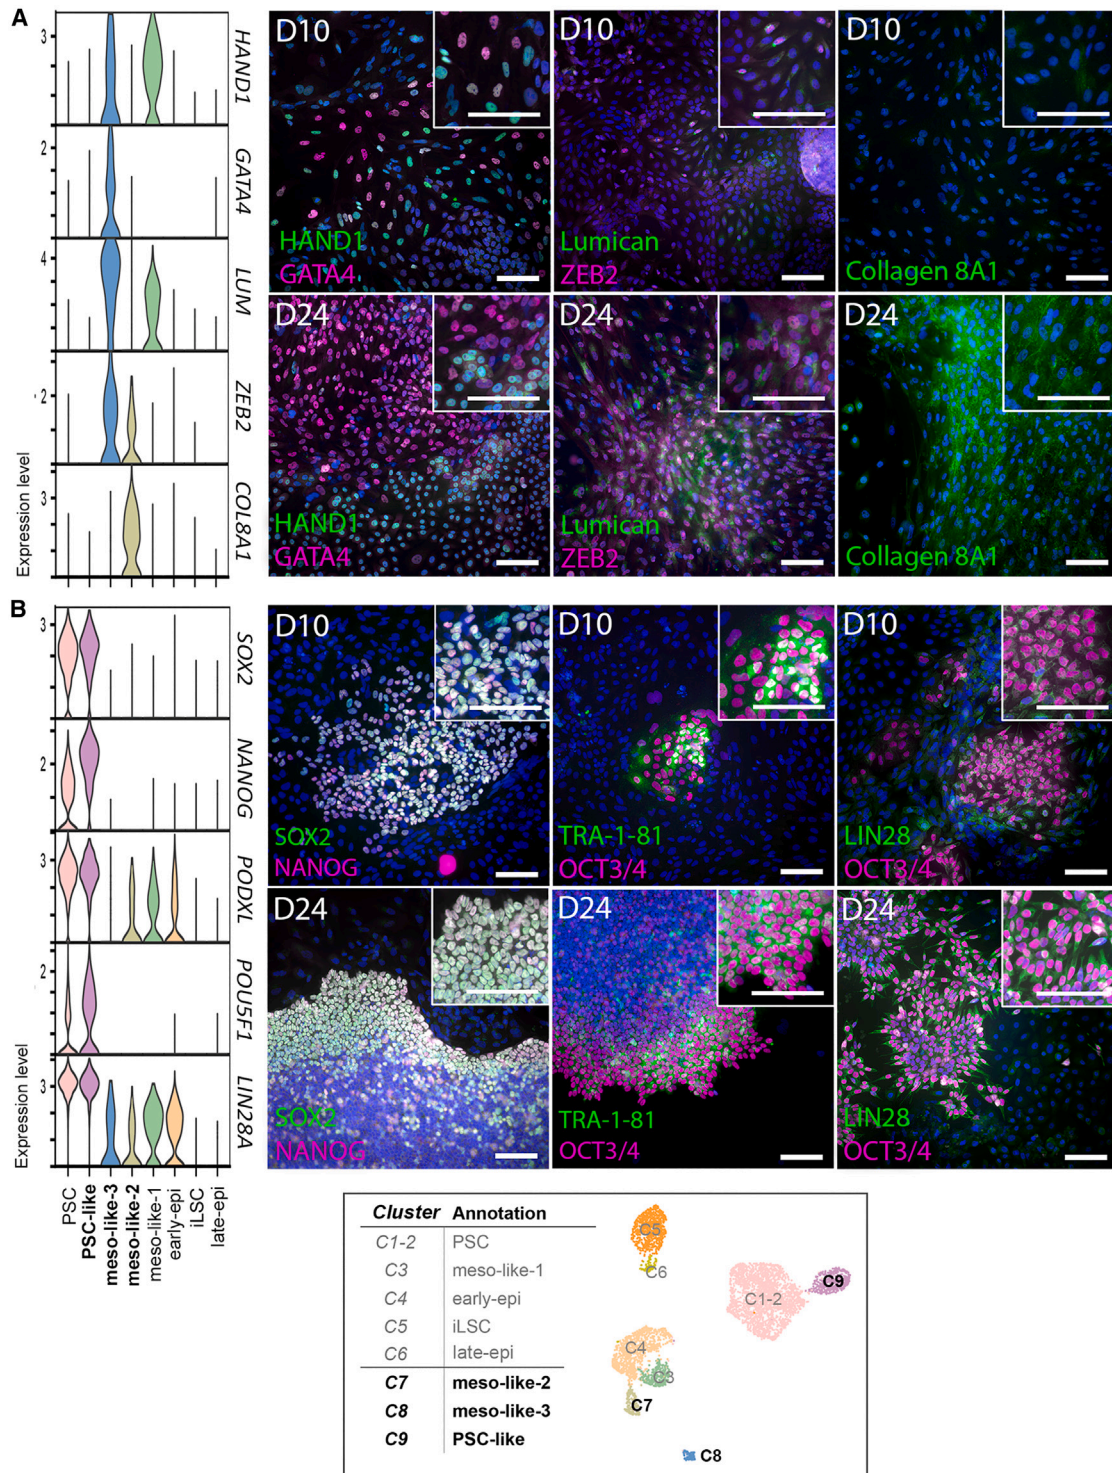 A
Expression level
3
HAND1
2
GATA4
4
LUM
2
ZEB2
3
COL8A1
D10
HAND1
GATA4
D10
Lumican
ZEB2
D10
Collagen 8A1
D24
HAND1
GATA4
D24
Lumican
ZEB2
D24
Collagen 8A1
B
Expression level
3
SOX2
2
NANOG
3
PODXL
2
POU5F1
3
LIN28A
PSC
PSC-like
meso-like-3
meso-like-2
meso-like-1
early-epi
iLSC
late-epi
D10
SOX2
NANOG
D10
TRA-1-81
OCT3/4
D10
LIN28
OCT3/4
D24
SOX2
NANOG
D24
TRA-1-81
OCT3/4
D24
LIN28
OCT3/4
Cluster Annotation
C1-2 PSC
C3 meso-like-1
C4 early-epi
C5 iLSC
C6 late-epi
C7 meso-like-2
C8 meso-like-3
C9 PSC-like
C5
C6
C1-2
C9
C4
C3
C7
C8